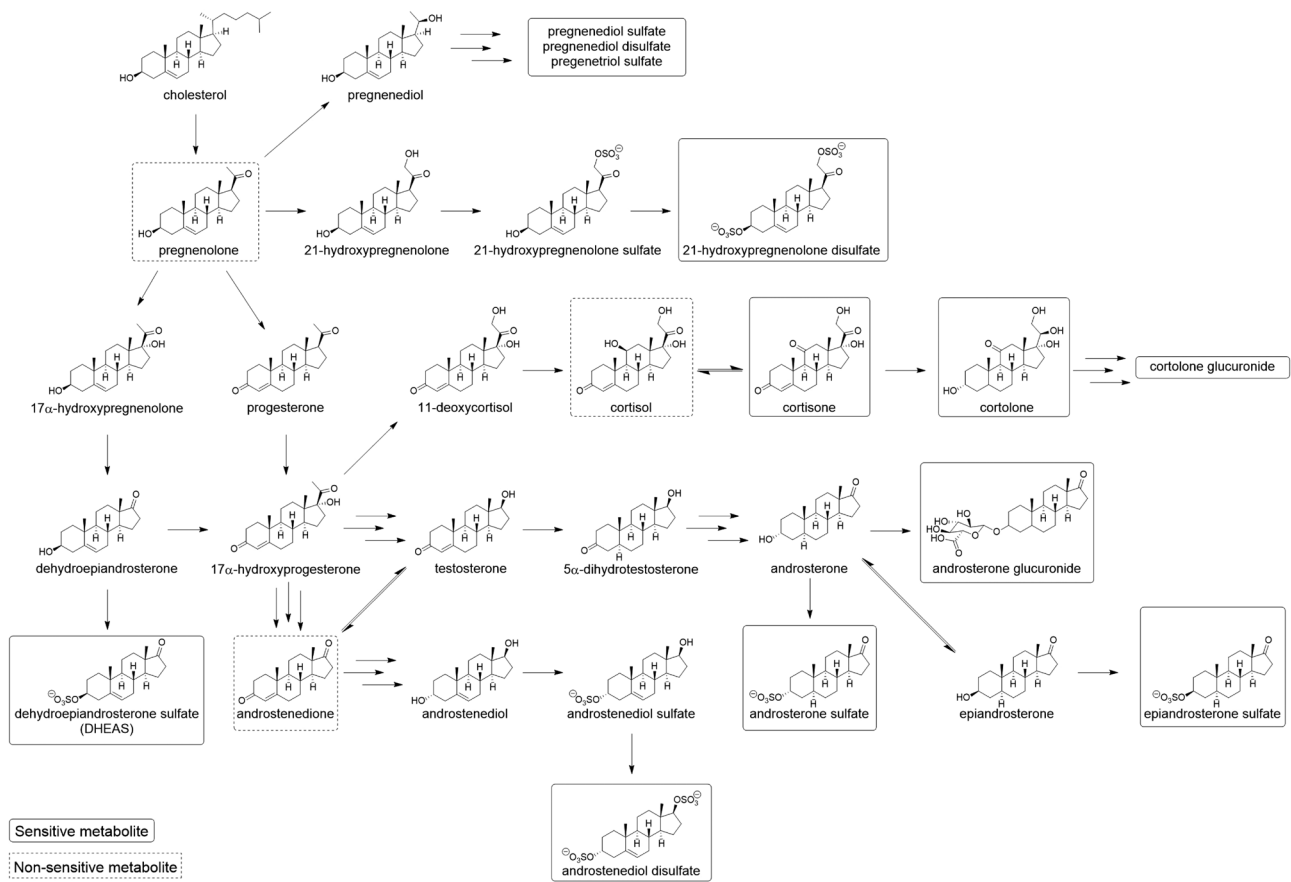 cholesterol
pregnenediol
pregnenediol sulfate
pregnenediol disulfate
pregenetriol sulfate
pregnenolone
21-hydroxypregnenolone
21-hydroxypregnenolone sulfate
21-hydroxypregnenolone disulfate
17α-hydroxypregnenolone
progesterone
11-deoxycortisol
cortisol
cortisone
cortolone
cortolone glucuronide
dehydroepiandrosterone
17α-hydroxyprogesterone
testosterone
5α-dihydrotestosterone
androsterone
androsterone glucuronide
dehydroepiandrosterone sulfate
(DHEAS)
androstenedione
androstenediol
androstenediol sulfate
androsterone sulfate
epiandrosterone
epiandrosterone sulfate
androstenediol disulfate
Sensitive metabolite
Non-sensitive metabolite